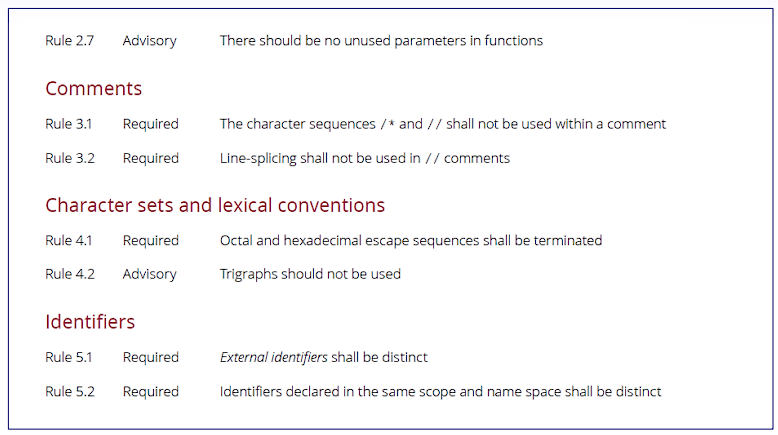 Rule 2.7 Advisory There should be no unused parameters in functions
Comments
Rule 3.1 Required The character sequences /* and // shall not be used within a comment
Rule 3.2 Required Line-splicing shall not be used in // comments
Character sets and lexical conventions
Rule 4.1 Required Octal and hexadecimal escape sequences shall be terminated
Rule 4.2 Advisory Trigraphs should not be used
Identifiers
Rule 5.1 Required External identifiers shall be distinct
Rule 5.2 Required Identifiers declared in the same scope and name space shall be distinct